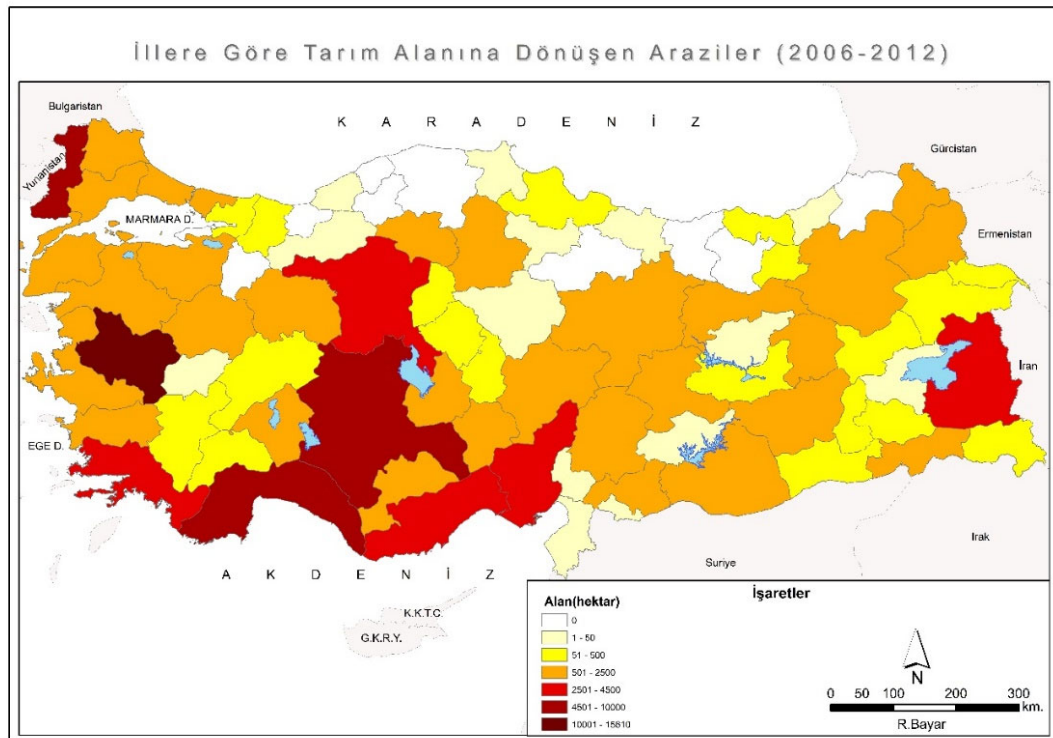 İllere Göre Tarım Alanına Dönüşen Araziler (2006-2012)
Bulgaristan
K A R A D E N İ Z
Gürcistan
Yunanistan
MARMARA D.
Ermenistan
İran
EGE D.
Irak
Suriye
A K D E N İ Z
K.K.T.C.
G.K.R.Y.
İşaretler
Alan(hektar)
0
1 - 50
51 - 500
501 - 2500
2501 - 4500
4501 - 10000
10001 - 15810
N
0 50 100 200 300
km.
R.Bayar